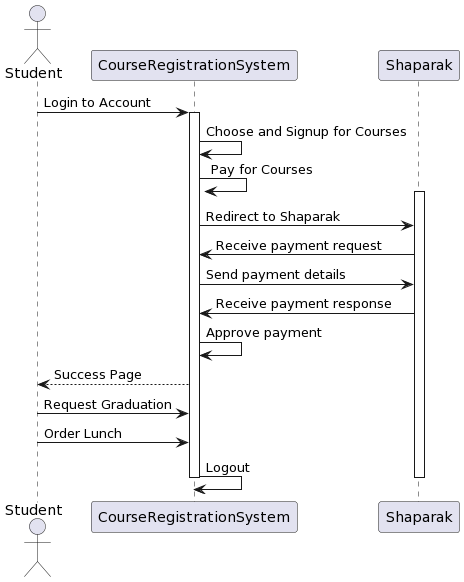 Student
CourseRegistrationSystem
Shaparak
Login to Account
Choose and Signup for Courses
Pay for Courses
Redirect to Shaparak
Receive payment request
Send payment details
Receive payment response
Approve payment
Success Page
Request Graduation
Order Lunch
Logout
Student
CourseRegistrationSystem
Shaparak